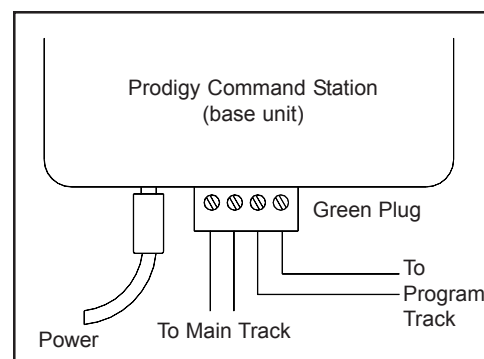 Prodigy Command Station
(base unit)
Green Plug
To
Program
Track
To Main Track
Power